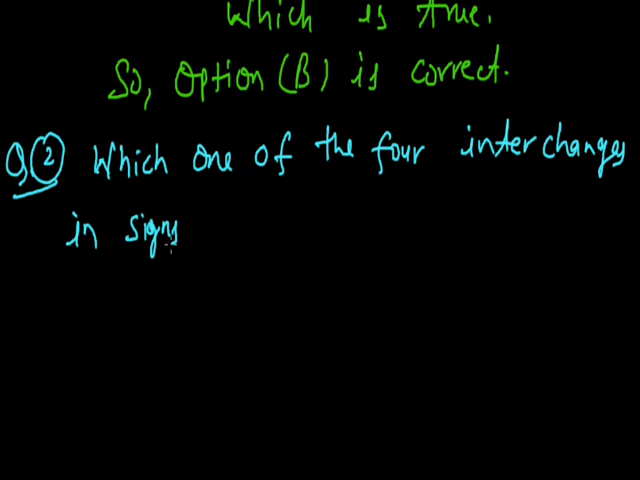 Which is true.
So, Option (B) is correct.
Q② Which one of the four interchanges
in signs